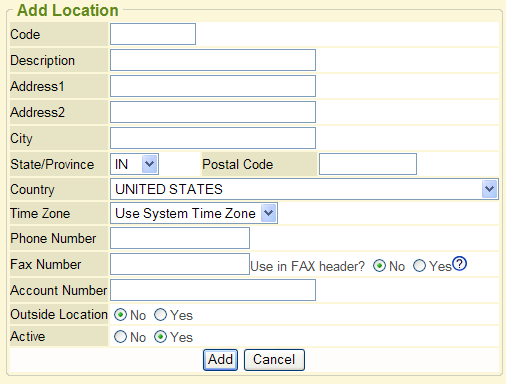 Add Location
Code
Description
Address1
Address2
City
State/Province IN Postal Code
Country UNITED STATES
Time Zone Use System Time Zone
Phone Number
Fax Number Use in FAX header? No Yes ?
Account Number
Outside Location No Yes
Active No Yes
Add Cancel